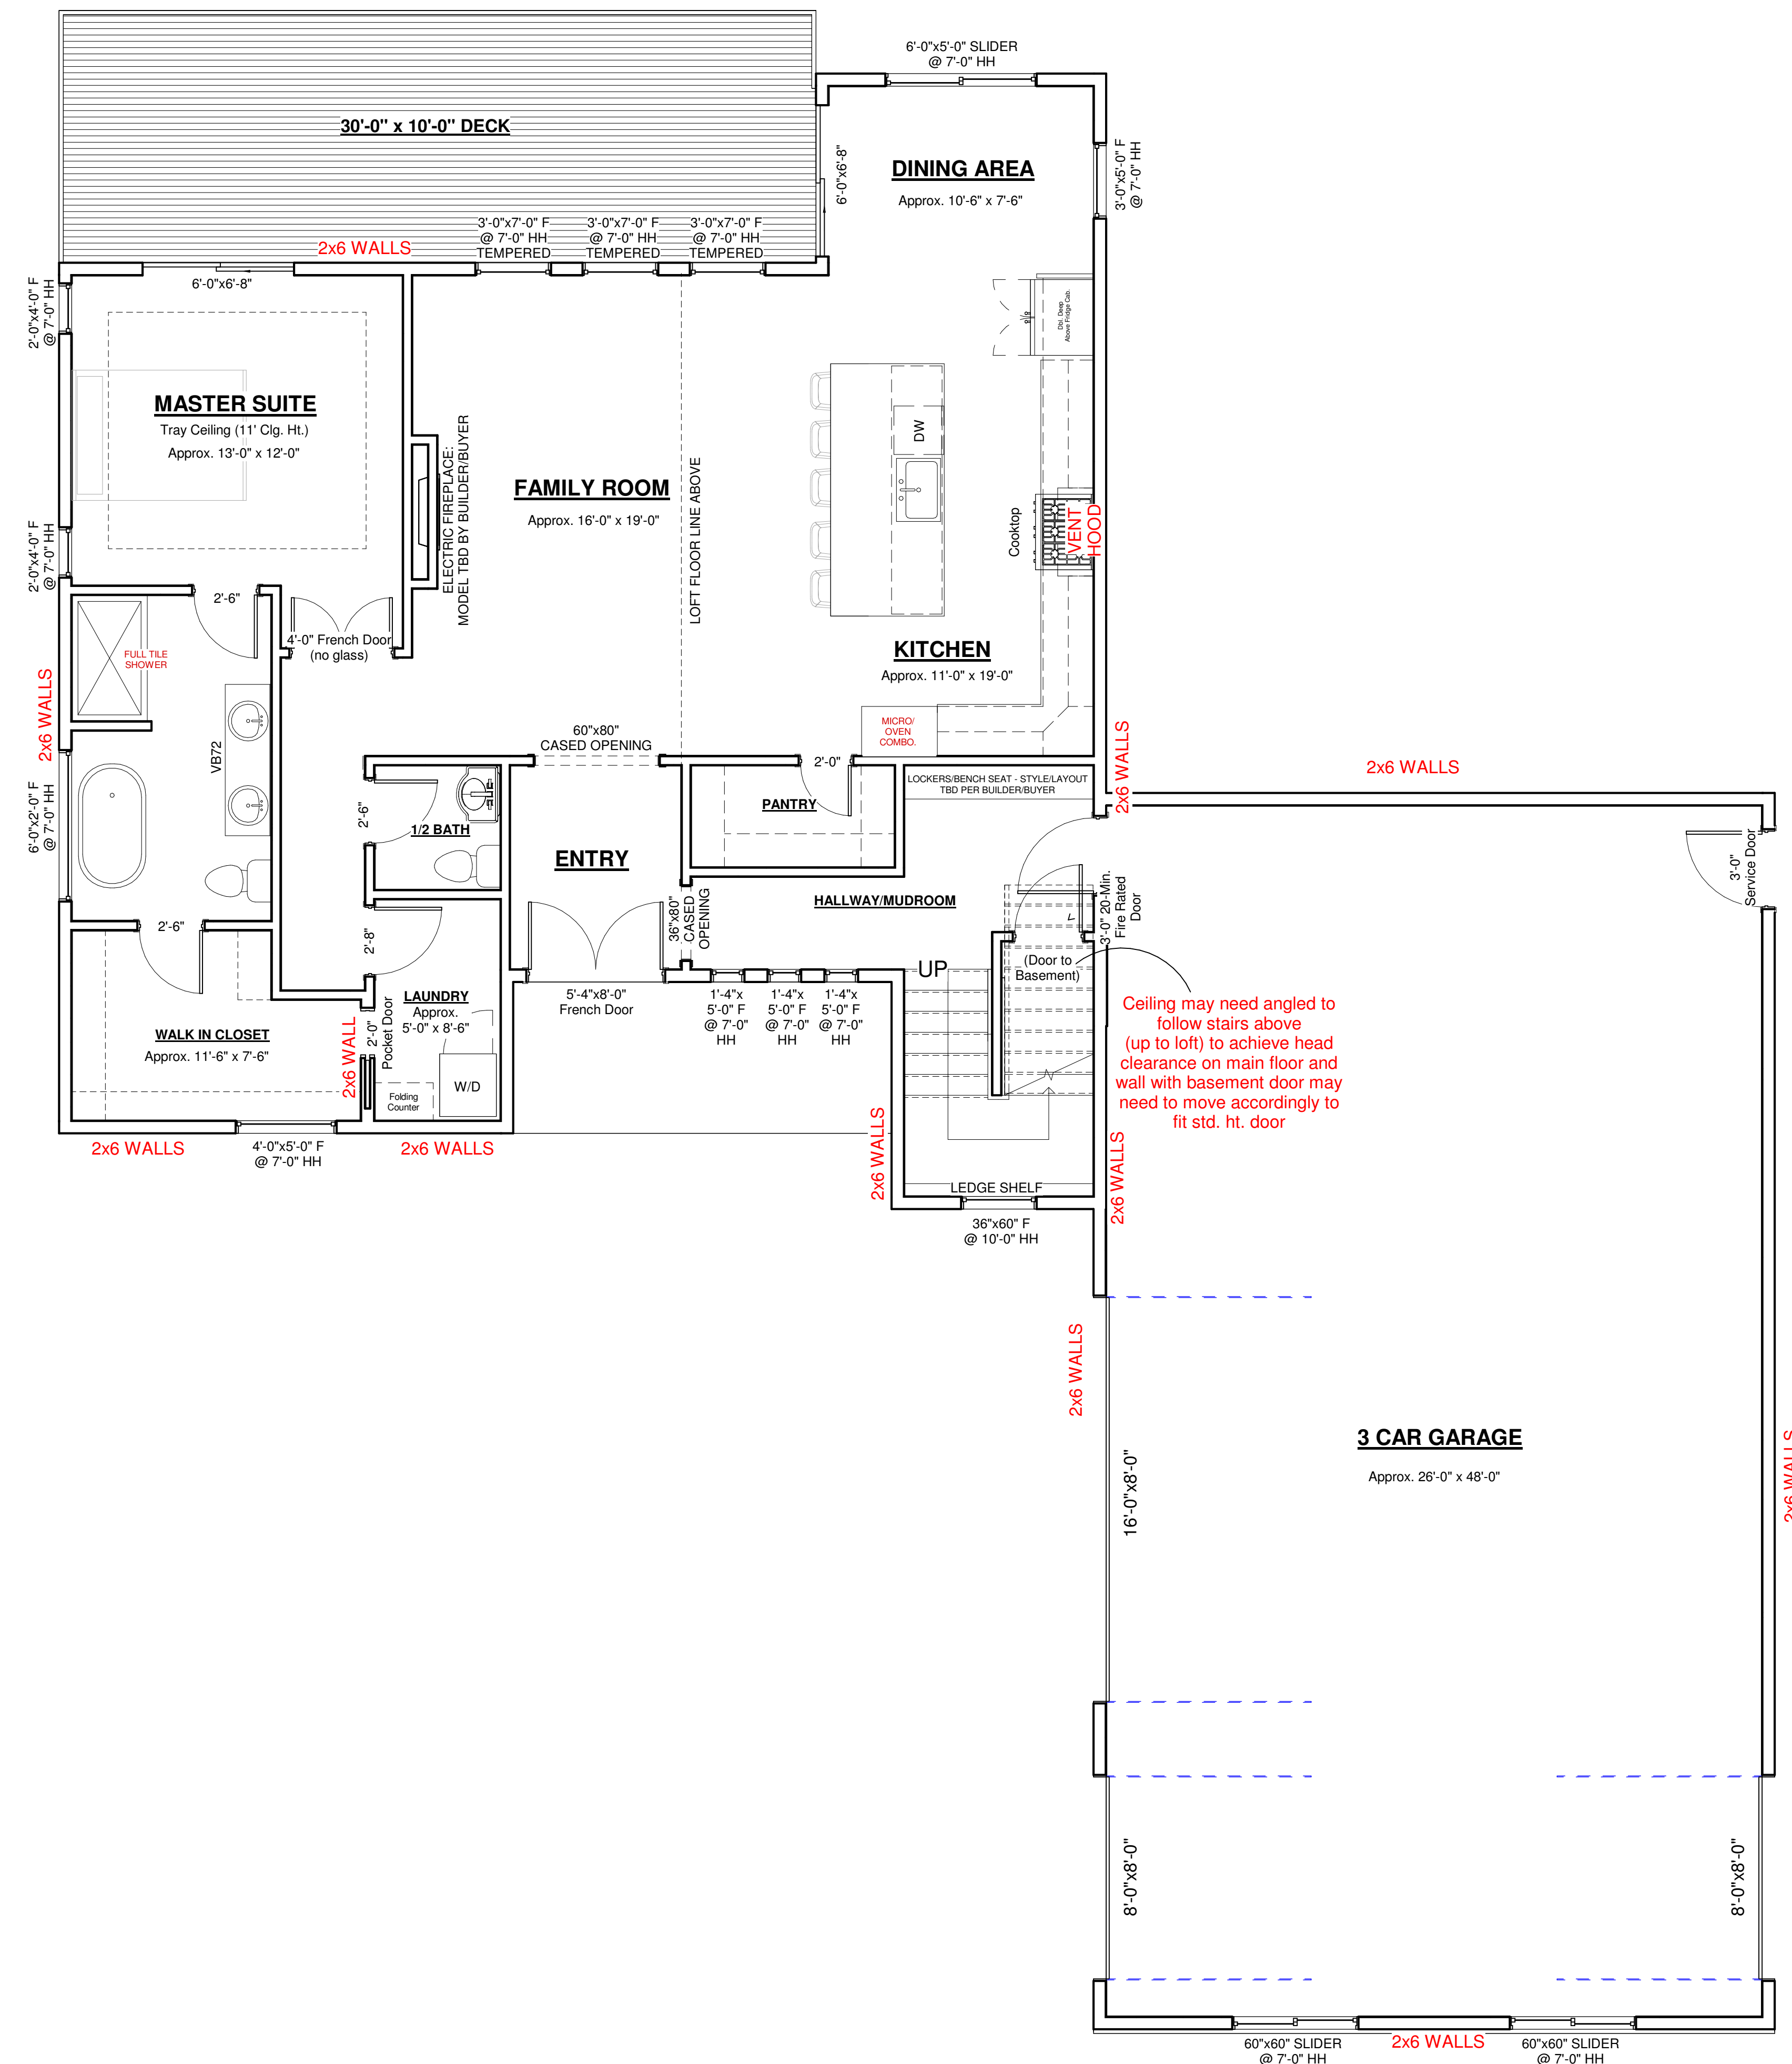 6'-0"x5'-0" SLIDER
@ 7'-0" HH
30'-0" x 10'-0" DECK
6'-0"x6'-8"
DINING AREA
Approx. 10'-6" x 7'-6"
3'-0"x5'-0" F
@ 7'-0" HH
2x6 WALLS
3'-0"x7'-0" F
@ 7'-0" HH
TEMPERED
3'-0"x7'-0" F
@ 7'-0" HH
TEMPERED
3'-0"x7'-0" F
@ 7'-0" HH
TEMPERED
6'-0"x6'-8"
2'-0"x4'-0" F
@ 7'-0" HH
Dbl. Deep
Above Fridge Cab.
MASTER SUITE
Tray Ceiling (11' Clg. Ht.)
Approx. 13'-0" x 12'-0"
2'-0"x4'-0" F
@ 7'-0" HH
ELECTRIC FIREPLACE:
MODEL TBD BY BUILDER/BUYER
FAMILY ROOM
Approx. 16'-0" x 19'-0"
LOFT FLOOR LINE ABOVE
DW
Cooktop
VENT
HOOD
2'-6"
4'-0" French Door
(no glass)
FULL TILE
SHOWER
KITCHEN
Approx. 11'-0" x 19'-0"
2x6 WALLS
VB72
60"x80"
CASED OPENING
MICRO/
OVEN
COMBO.
2'-0"
2x6 WALLS
2x6 WALLS
LOCKERS/BENCH SEAT - STYLE/LAYOUT
TBD PER BUILDER/BUYER
6'-0"x2'-0" F
@ 7'-0" HH
2'-6"
1/2 BATH
PANTRY
ENTRY
3'-0"
Service Door
HALLWAY/MUDROOM
36"x80"
CASED
OPENING
3'-0" 20-Min.
Fire Rated
Door
2'-6"
2'-8"
UP
(Door to
Basement)
LAUNDRY
Approx.
5'-0" x 8'-6"
5'-4"x8'-0"
French Door
1'-4"x
5'-0" F
@ 7'-0"
HH
1'-4"x
5'-0" F
@ 7'-0"
HH
1'-4"x
5'-0" F
@ 7'-0"
HH
Ceiling may need angled to
follow stairs above
(up to loft) to achieve head
clearance on main floor and
wall with basement door may
need to move accordingly to
fit std. ht. door
WALK IN CLOSET
Approx. 11'-6" x 7'-6"
2x6 WALL
2'-0"
Pocket Door
W/D
Folding
Counter
2x6 WALLS
4'-0"x5'-0" F
@ 7'-0" HH
2x6 WALLS
2x6 WALLS
2x6 WALLS
LEDGE SHELF
36"x60" F
@ 10'-0" HH
2x6 WALLS
3 CAR GARAGE
Approx. 26'-0" x 48'-0"
16'-0"x8'-0"
2x6 WALLS
8'-0"x8'-0"
8'-0"x8'-0"
60"x60" SLIDER
@ 7'-0" HH
2x6 WALLS
60"x60" SLIDER
@ 7'-0" HH